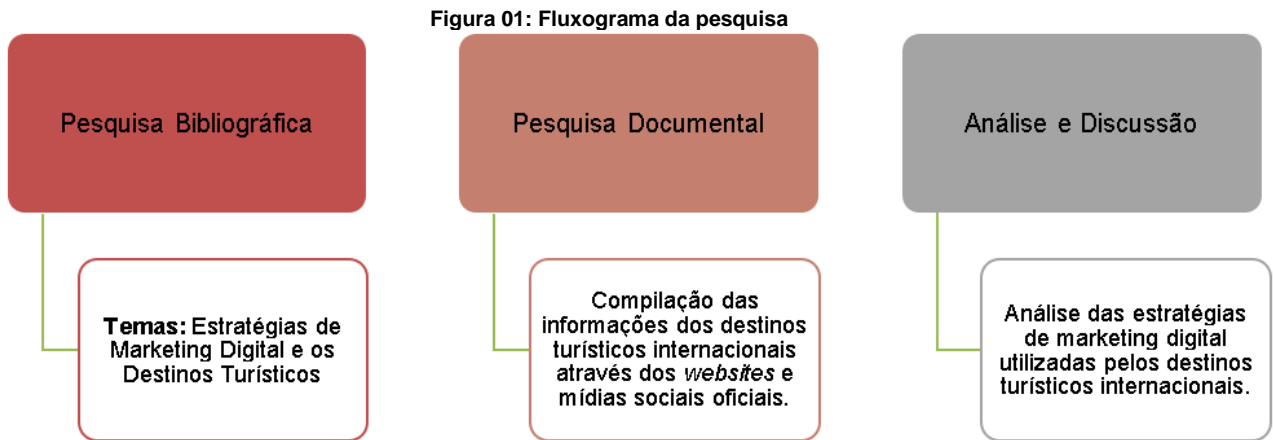 Figura 01: Fluxograma da pesquisa
Pesquisa Bibliográfica
Temas: Estratégias de
Marketing Digital e os
Destinos Turísticos
Pesquisa Documental
Compilação das
informações dos destinos
turísticos internacionais
através dos websites e
mídias sociais oficiais.
Análise e Discussão
Análise das estratégias
de marketing digital
utilizadas pelos destinos
turísticos internacionais.